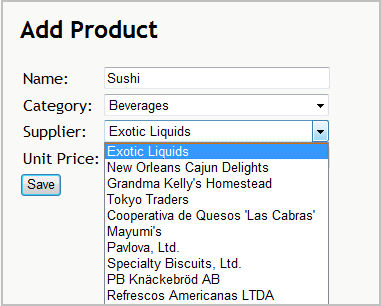 Add Product
Name: Sushi
Category: Beverages
Supplier: Exotic Liquids
Exotic Liquids
Unit Price:
New Orleans Cajun Delights
Save
Grandma Kelly's Homestead
Tokyo Traders
Cooperativa de Quesos 'Las Cabras'
Mayumi's
Pavlova, Ltd.
Specialty Biscuits, Ltd.
PB Knäckebröd AB
Refrescos Americanas LTDA